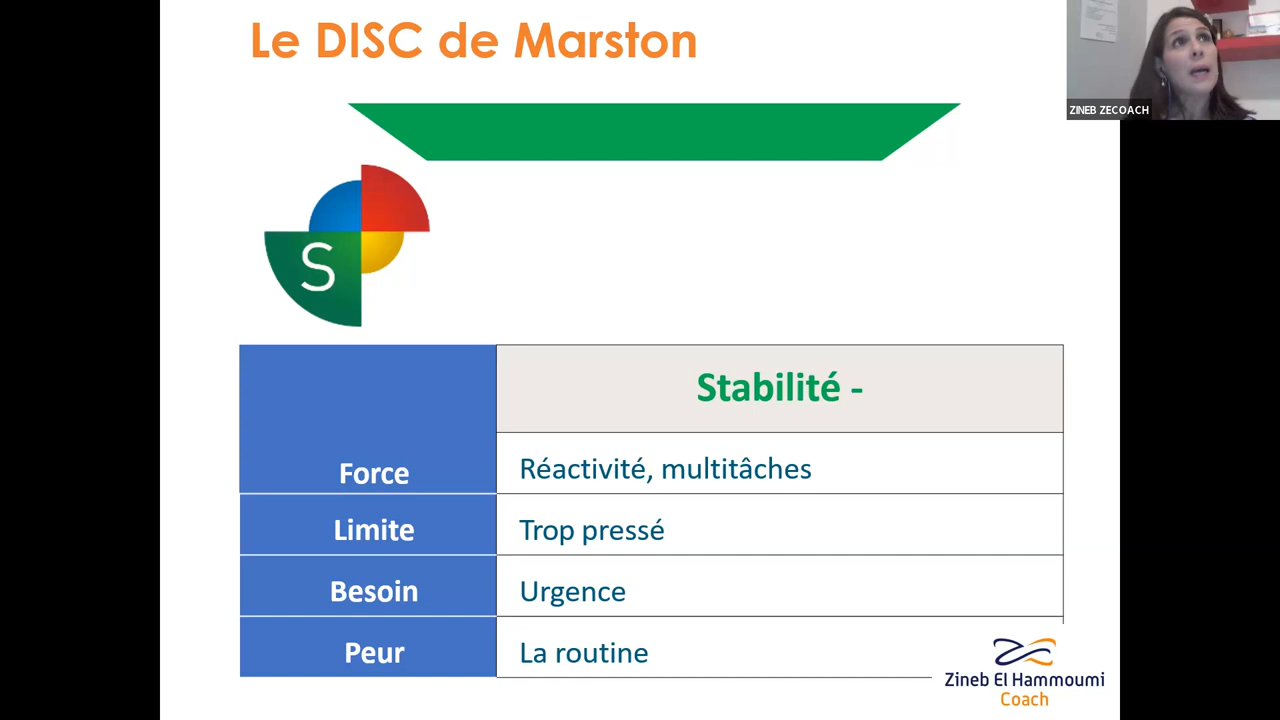 Le DISC de Marston
ZINEB ZECOACH
S
Stabilité -
Force
Réactivité, multitâches
Limite
Trop pressé
Besoin
Urgence
Peur
La routine
Zineb El Hammoumi
Coach